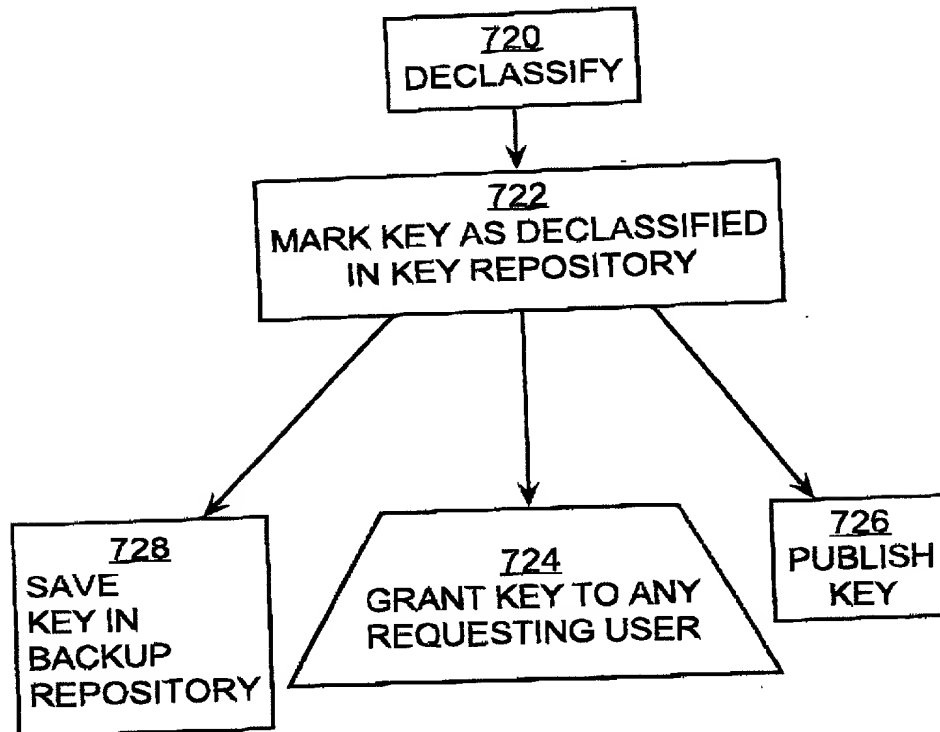 720
DECLASSIFY
722
MARK KEY AS DECLASSIFIED
IN KEY REPOSITORY
728
SAVE
KEY IN
BACKUP
REPOSITORY
724
GRANT KEY TO ANY
REQUESTING USER
726
PUBLISH
KEY